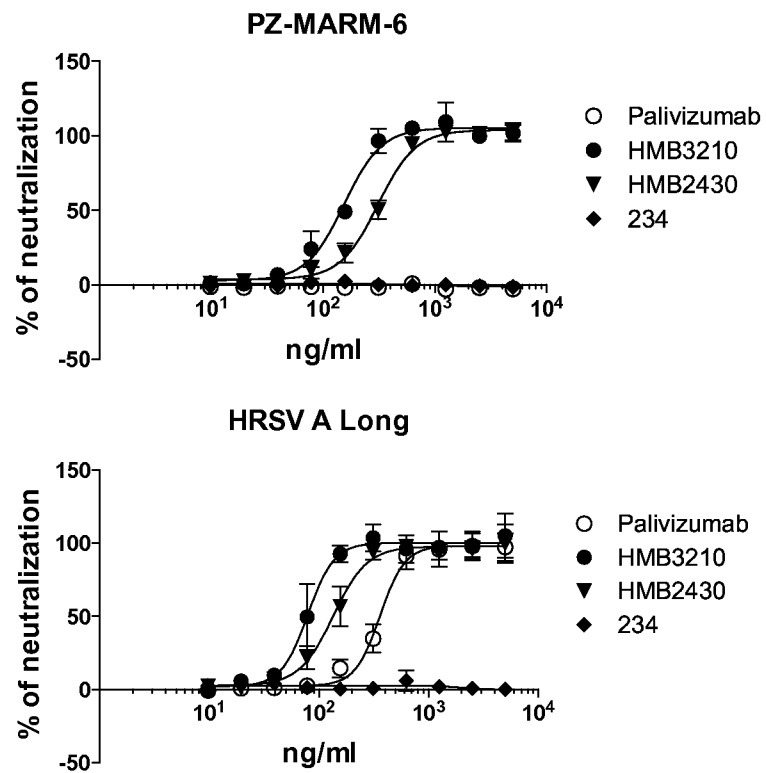 PZ-MARM-6
% of neutralization
150
100
50
0
-50
10¹ 10² 10³ 10⁴
ng/ml
Palivizumab
HMB3210
HMB2430
234
HRSV A Long
% of neutralization
150
100
50
0
-50
10¹ 10² 10³ 10⁴
ng/ml
Palivizumab
HMB3210
HMB2430
234